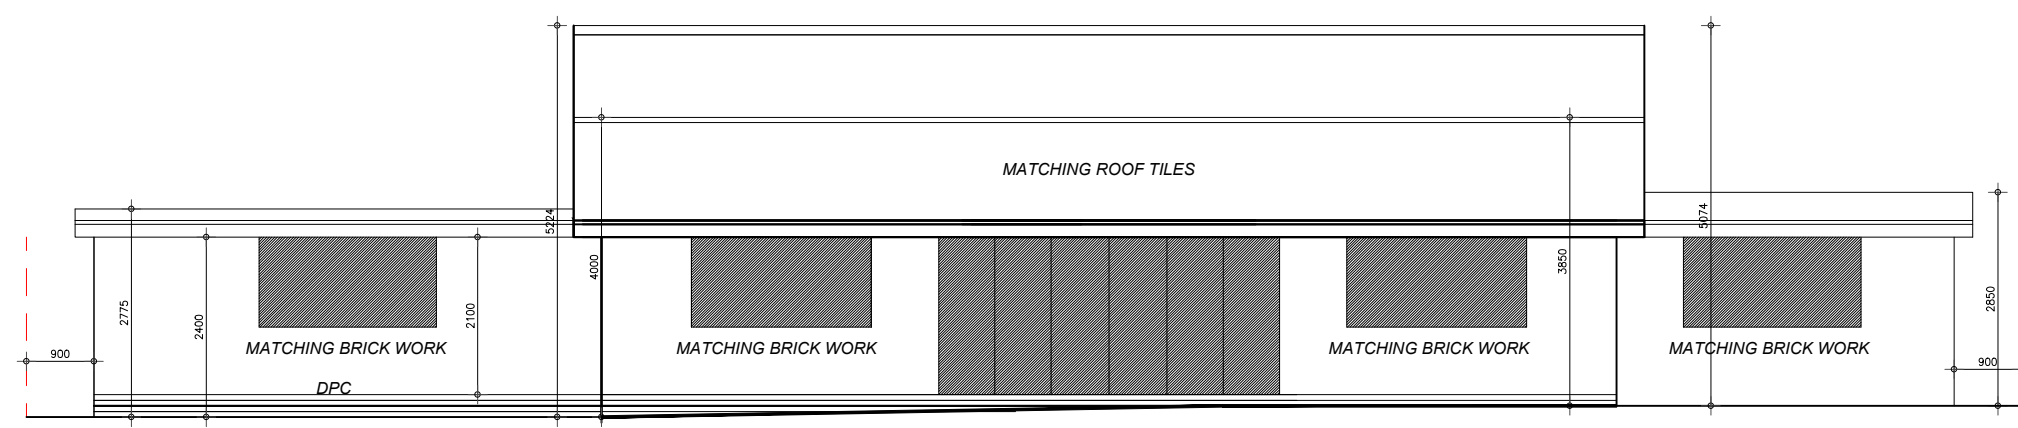 MATCHING ROOF TILES
5224
5074
4000
3850
2775
2400
2100
2850
900
MATCHING BRICK WORK
MATCHING BRICK WORK
MATCHING BRICK WORK
MATCHING BRICK WORK
900
DPC